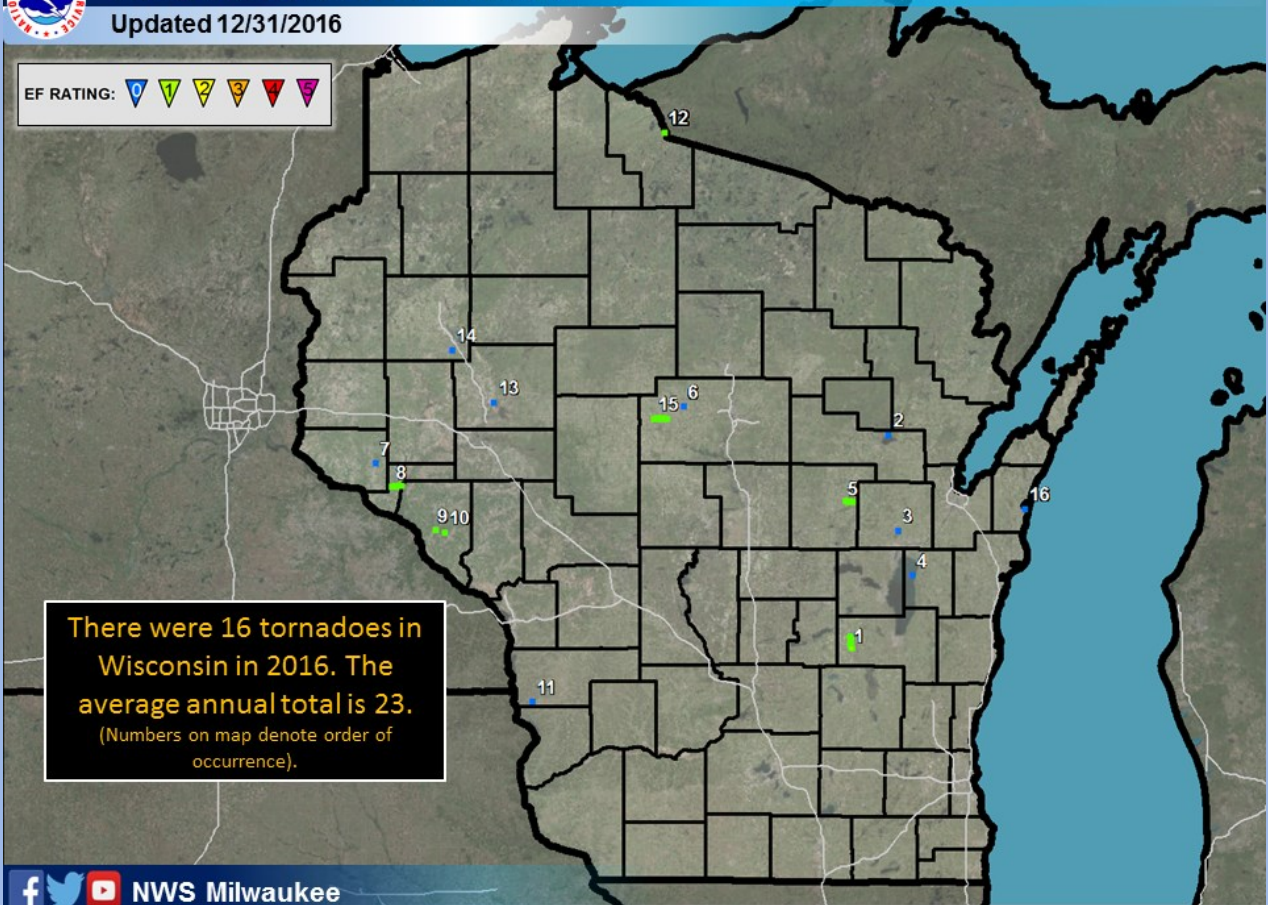 NATIO
RVICE
Updated 12/31/2016
EF RATING: 0 1 2 3 4 5
12
14
13
15 6
2
7
8
5
16
9 10
3
4
1
There were 16 tornadoes in
Wisconsin in 2016. The
average annual total is 23.
(Numbers on map denote order of
occurrence).
11
NWS Milwaukee